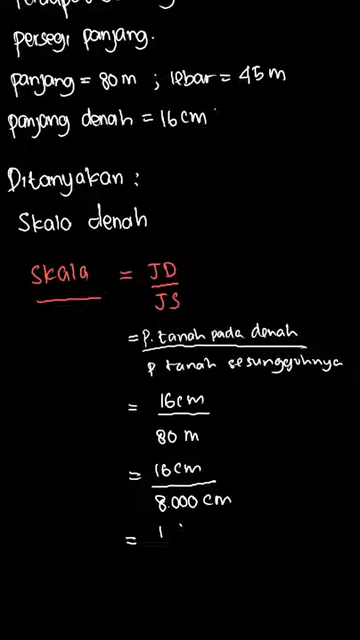 persegi panjang.
panjang = 80 m ; lebar = 45 m
panjang denah = 16 cm
Ditanyakan :
Skala denah
Skala = JD
JS
= P. tanah pada denah
p tanah sesungguhnya
= 16 cm
80 m
= 16 cm
8.000 cm
= 1